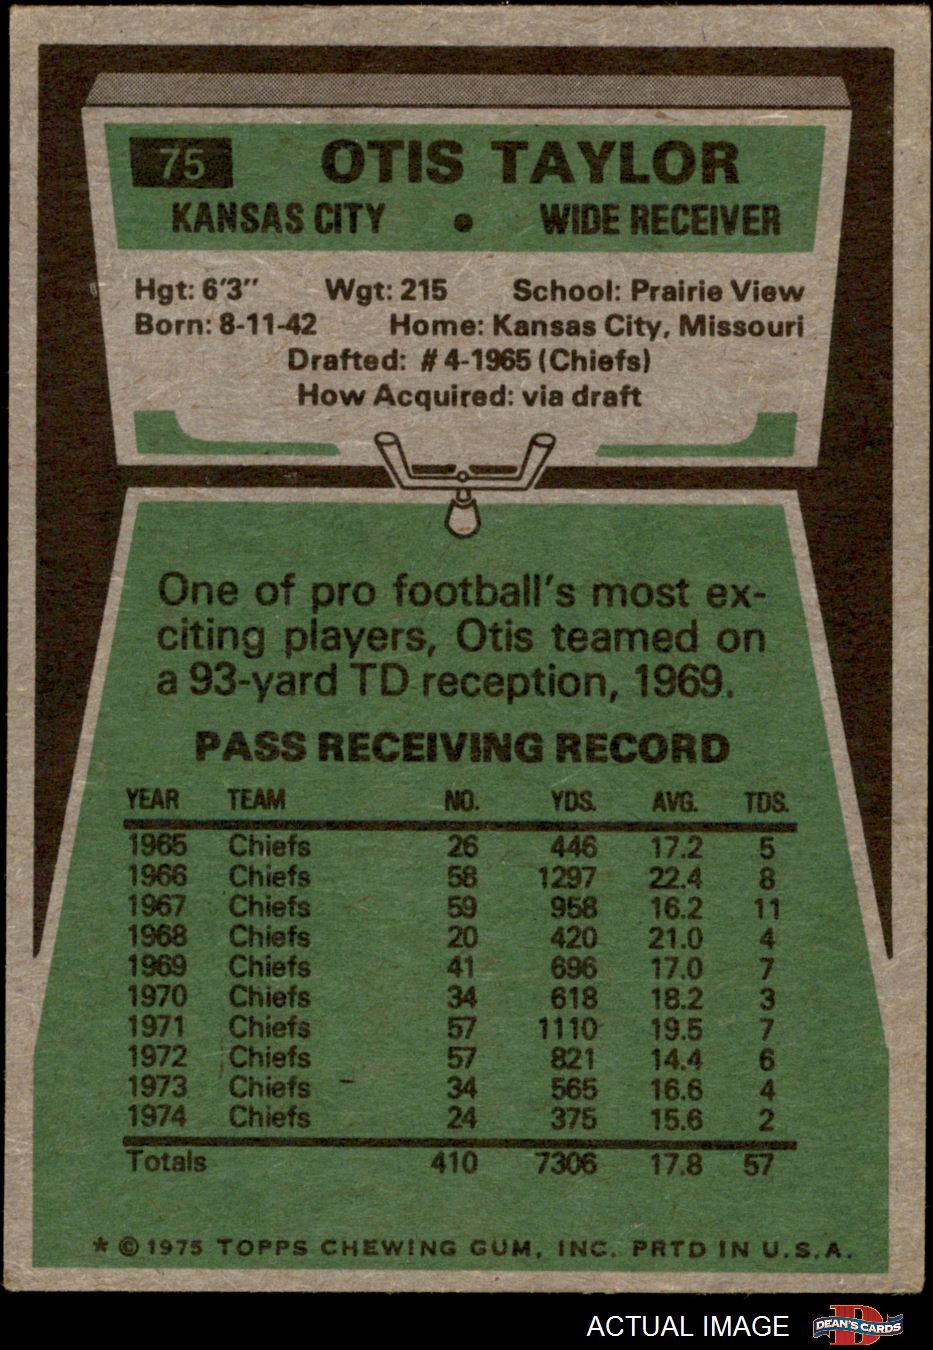 75 OTIS TAYLOR
KANSAS CITY • WIDE RECEIVER
Hgt: 6'3" Wgt: 215 School: Prairie View
Born: 8-11-42 Home: Kansas City, Missouri
Drafted: #4-1965 (Chiefs)
How Acquired: via draft
One of pro football's most ex-
citing players, Otis teamed on
a 93-yard TD reception, 1969.
PASS RECEIVING RECORD
YEAR TEAM NO. YDS. AVG. TDS.
1965 Chiefs 26 446 17.2 5
1966 Chiefs 58 1297 22.4 8
1967 Chiefs 59 958 16.2 11
1968 Chiefs 20 420 21.0 4
1969 Chiefs 41 696 17.0 7
1970 Chiefs 34 618 18.2 3
1971 Chiefs 57 1110 19.5 7
1972 Chiefs 57 821 14.4 6
1973 Chiefs 34 565 16.6 4
1974 Chiefs 24 375 15.6 2
Totals 410 7306 17.8 57
* © 1975 TOPPS CHEWING GUM, INC. PRTD IN U.S.A.
ACTUAL IMAGE D DEAN'S CARDS